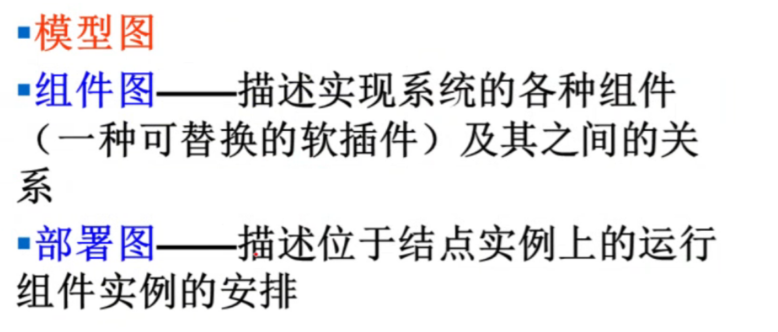 ▪模型图
▪组件图——描述实现系统的各种组件
（一种可替换的软插件）及其之间的关
系
▪部署图——描述位于结点实例上的运行
组件实例的安排